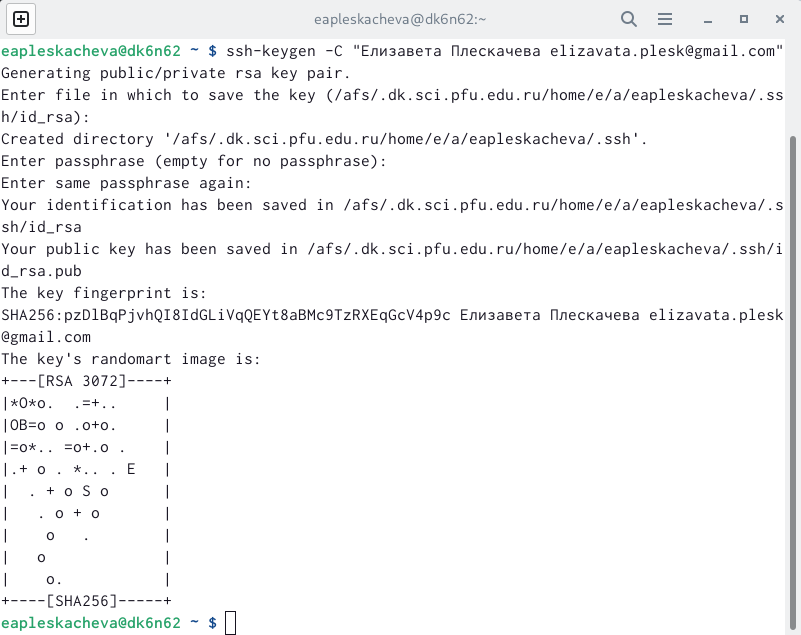 eapleskacheva@dk6n62:~
eapleskacheva@dk6n62 ~ $ ssh-keygen -C "Елизавета Плескачева elizavata.plesk@gmail.com"
Generating public/private rsa key pair.
Enter file in which to save the key (/afs/.dk.sci.pfu.edu.ru/home/e/a/eapleskacheva/.ss
h/id_rsa):
Created directory '/afs/.dk.sci.pfu.edu.ru/home/e/a/eapleskacheva/.ssh'.
Enter passphrase (empty for no passphrase):
Enter same passphrase again:
Your identification has been saved in /afs/.dk.sci.pfu.edu.ru/home/e/a/eapleskacheva/.s
sh/id_rsa
Your public key has been saved in /afs/.dk.sci.pfu.edu.ru/home/e/a/eapleskacheva/.ssh/i
d_rsa.pub
The key fingerprint is:
SHA256:pzDlBqPjvhQI8IdGLiVqQEYt8aBMc9TzRXEqGcV4p9c Елизавета Плескачева elizavata.plesk
@gmail.com
The key's randomart image is:
+---[RSA 3072]----+
|*O*o.  .=+..     |
|OB=o o .o+o.     |
|=o*.. =o+.o .    |
|.+ o . *.. . E   |
|  . + o S o      |
|   . o + o       |
|    o   .        |
|   o             |
|    o.           |
+----[SHA256]-----+
eapleskacheva@dk6n62 ~ $